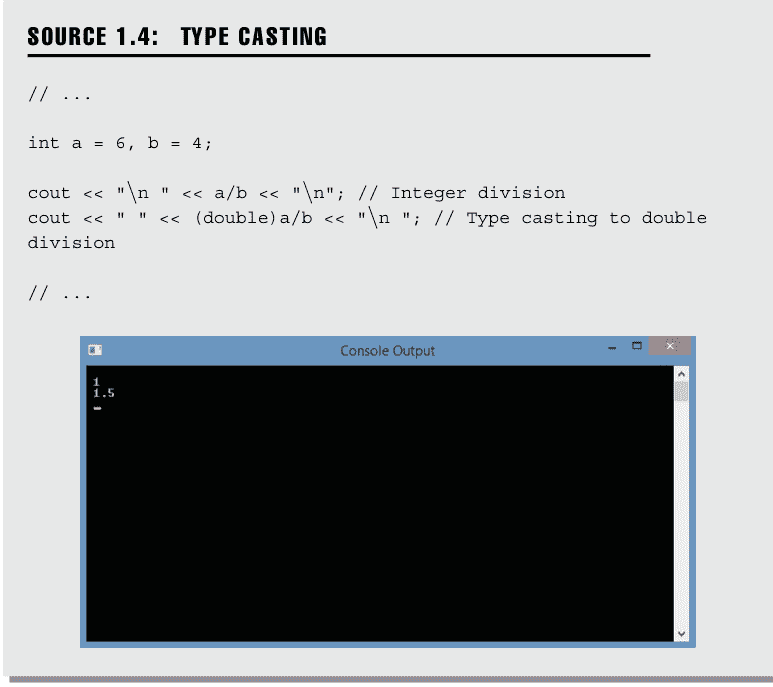 SOURCE 1.4: TYPE CASTING
// ...
int a = 6, b = 4;
cout << "\n " << a/b << "\n"; // Integer division
cout << " " << (double)a/b << "\n "; // Type casting to double
division
// ...
Console Output
1
1.5